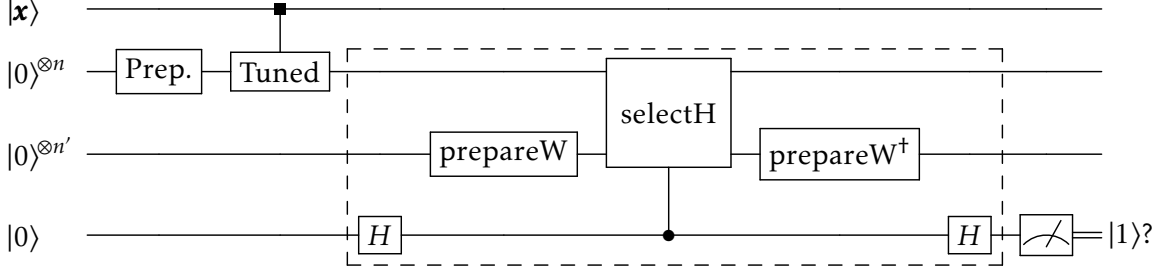 |𝒙⟩
|0⟩⊗n Prep. Tuned
selectH
|0⟩⊗n′ prepareW prepareW†
|0⟩ H H |1⟩?